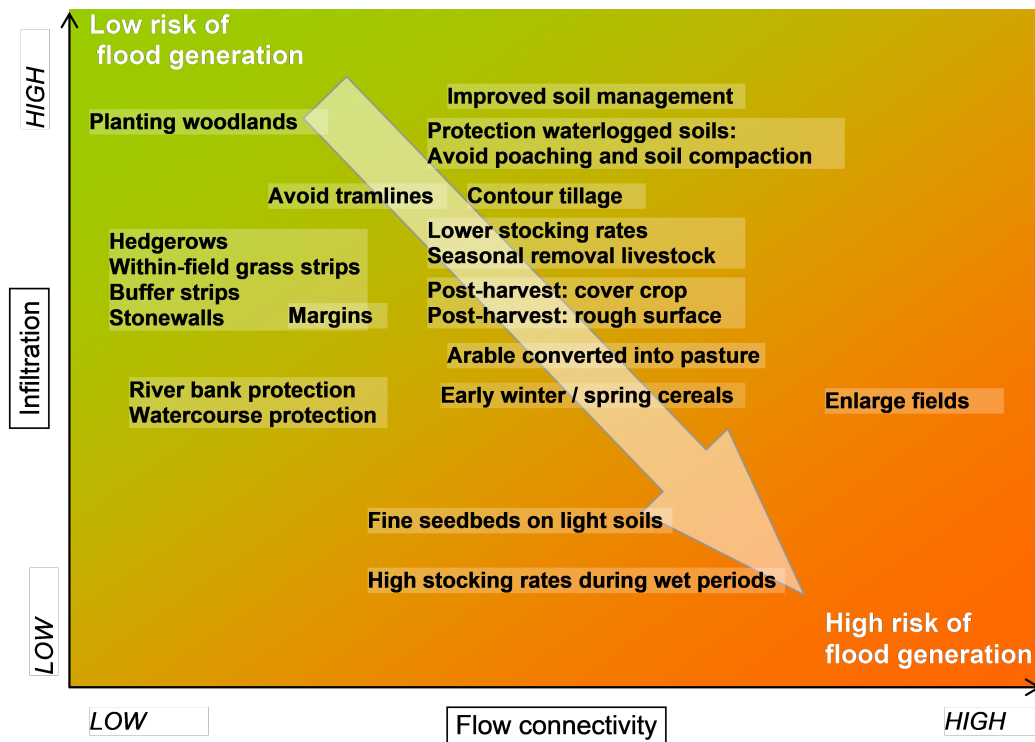 Low risk of
flood generation
HIGH
Improved soil management
Planting woodlands
Protection waterlogged soils:
Avoid poaching and soil compaction
Avoid tramlines
Contour tillage
Lower stocking rates
Seasonal removal livestock
Hedgerows
Within-field grass strips
Buffer strips
Stonewalls
Margins
Post-harvest: cover crop
Post-harvest: rough surface
Infiltration
Arable converted into pasture
River bank protection
Watercourse protection
Early winter / spring cereals
Enlarge fields
Fine seedbeds on light soils
High stocking rates during wet periods
LOW
High risk of
flood generation
LOW
Flow connectivity
HIGH